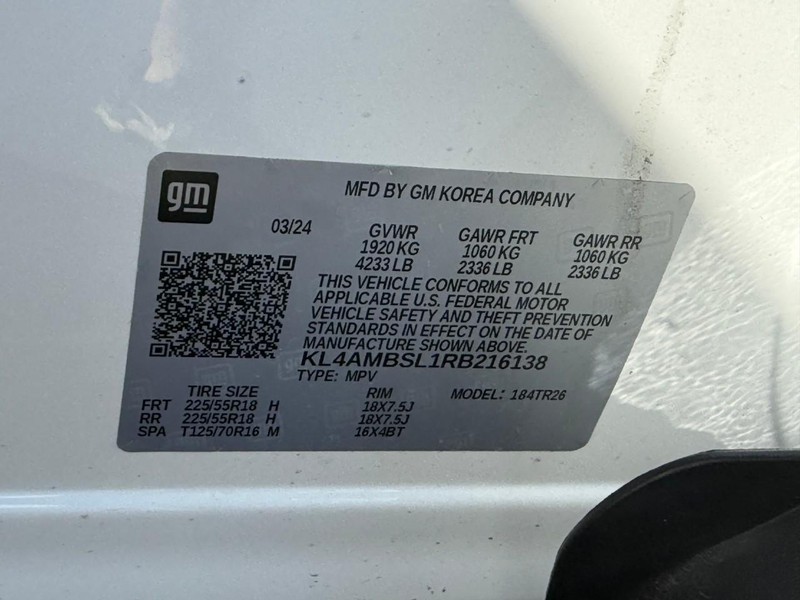 gm
MFD BY GM KOREA COMPANY
03/24 GVWR GAWR FRT GAWR RR
1920 KG 1060 KG 1060 KG
4233 LB 2336 LB 2336 LB
THIS VEHICLE CONFORMS TO ALL
APPLICABLE U.S. FEDERAL MOTOR
VEHICLE SAFETY AND THEFT PREVENTION
STANDARDS IN EFFECT ON THE DATE OF
MANUFACTURE SHOWN ABOVE.
KL4AMBSL1RB216138
TYPE: MPV
TIRE SIZE RIM MODEL: 184TR26
FRT 225/55R18 H 18X7.5J
RR 225/55R18 H 18X7.5J
SPA T125/70R16 M 16X4BT